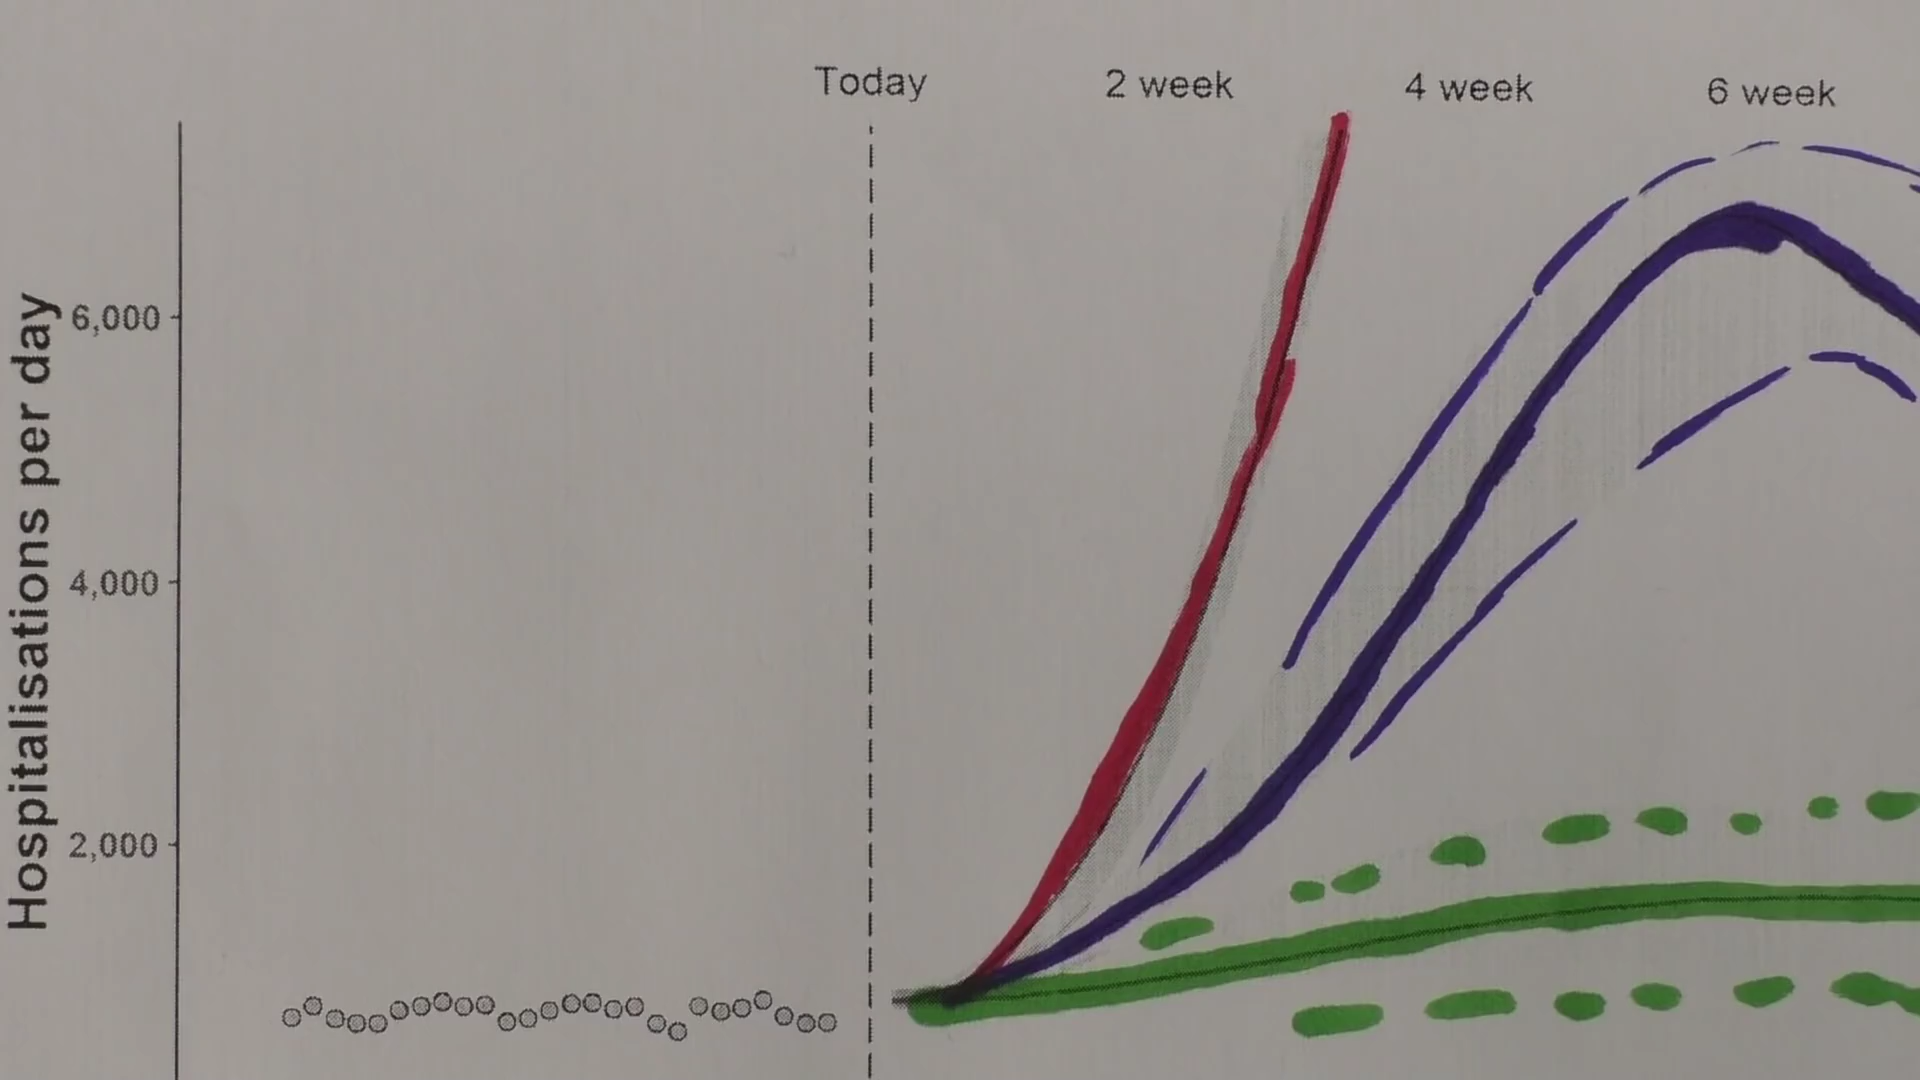 Today 2 week 4 week 6 week
Hospitalisations per day
6,000
4,000
2,000